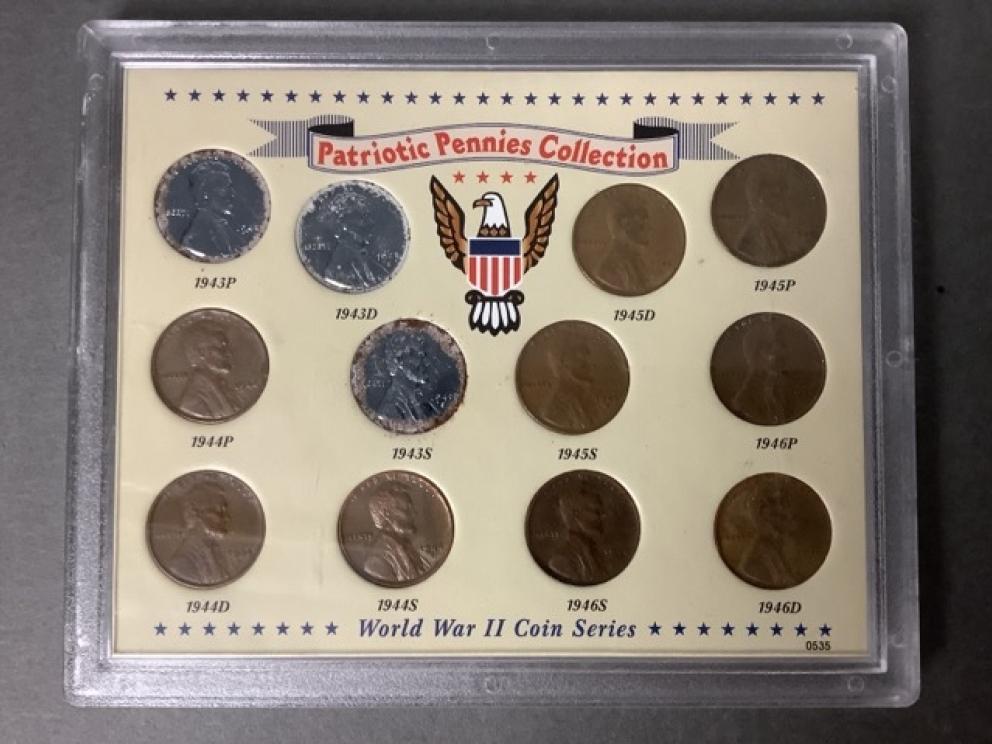 Patriotic Pennies Collection
1943P
1943D
1945D
1945P
1944P
1943S
1945S
1946P
1944D
1944S
1946S
1946D
World War II Coin Series
0535